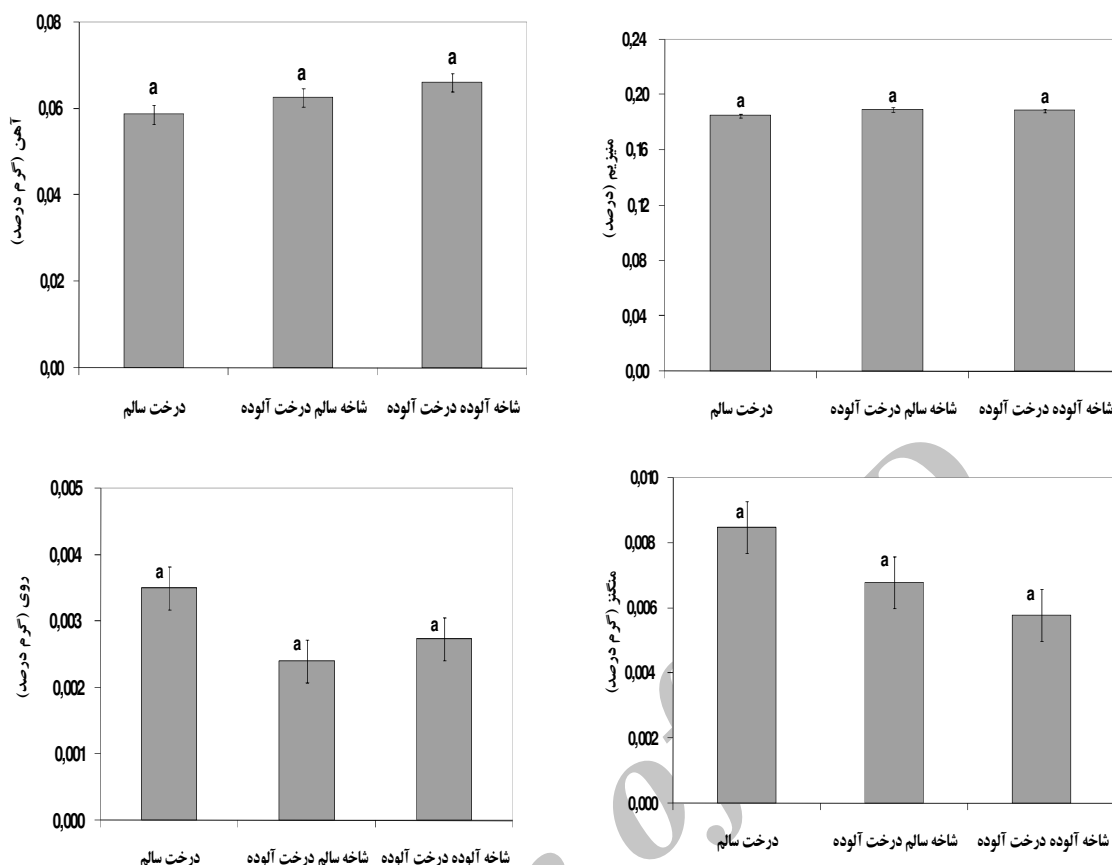 آهن (گرم درصد)
0,08
0,06
0,04
0,02
0,00
a
a
a
درخت سالم
شاخه سالم درخت آلوده
شاخه آلوده درخت آلوده
منیزیم (درصد)
0,24
0,20
0,16
0,12
0,08
0,04
0,00
a
a
a
درخت سالم
شاخه سالم درخت آلوده
شاخه آلوده درخت آلوده
روی (گرم درصد)
0,005
0,004
0,003
0,002
0,001
0,000
a
a
a
درخت سالم
شاخه سالم درخت آلوده
شاخه آلوده درخت آلوده
منگنز (گرم درصد)
0,010
0,008
0,006
0,004
0,002
0,000
a
a
a
درخت سالم
شاخه سالم درخت آلوده
شاخه آلوده درخت آلوده